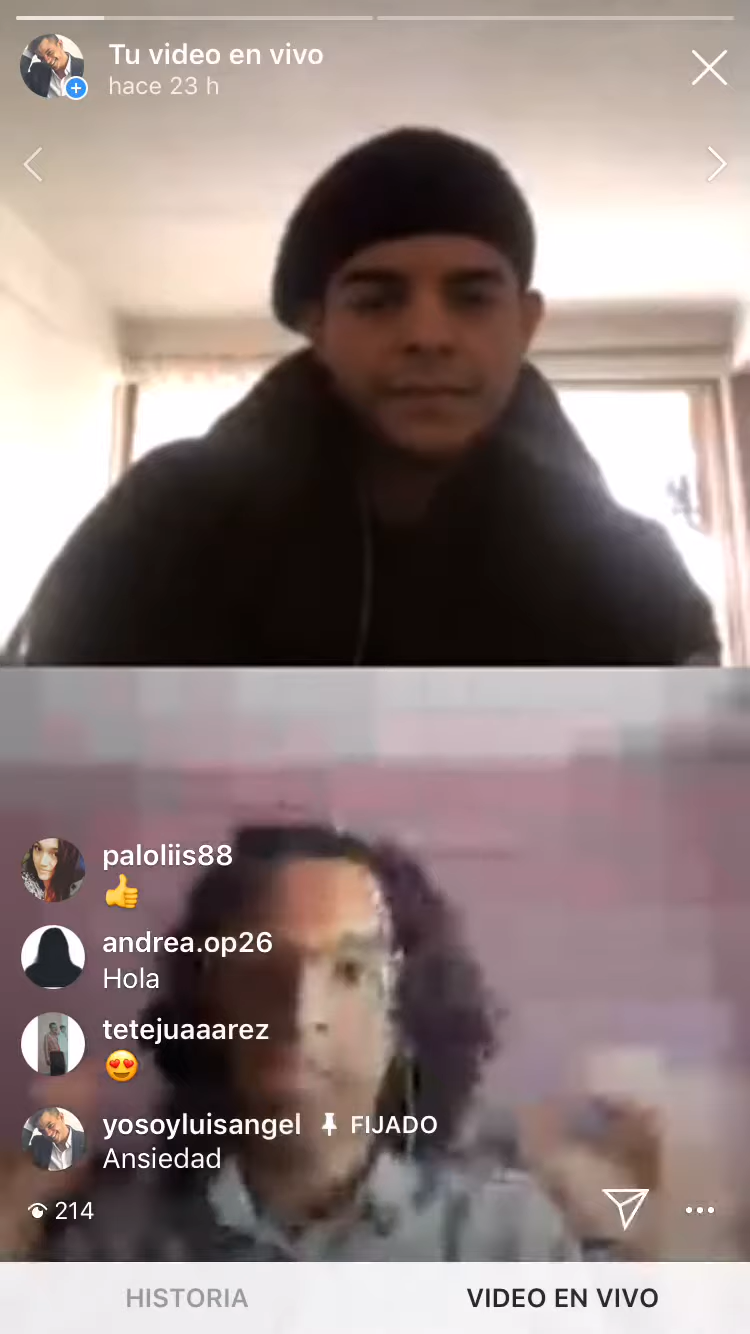 Tu video en vivo
hace 23 h
paloliis88
👍
andrea.op26
Hola
tetejuaaarez
😍
yosoyluisangel FIJADO
Ansiedad
214
HISTORIA VIDEO EN VIVO